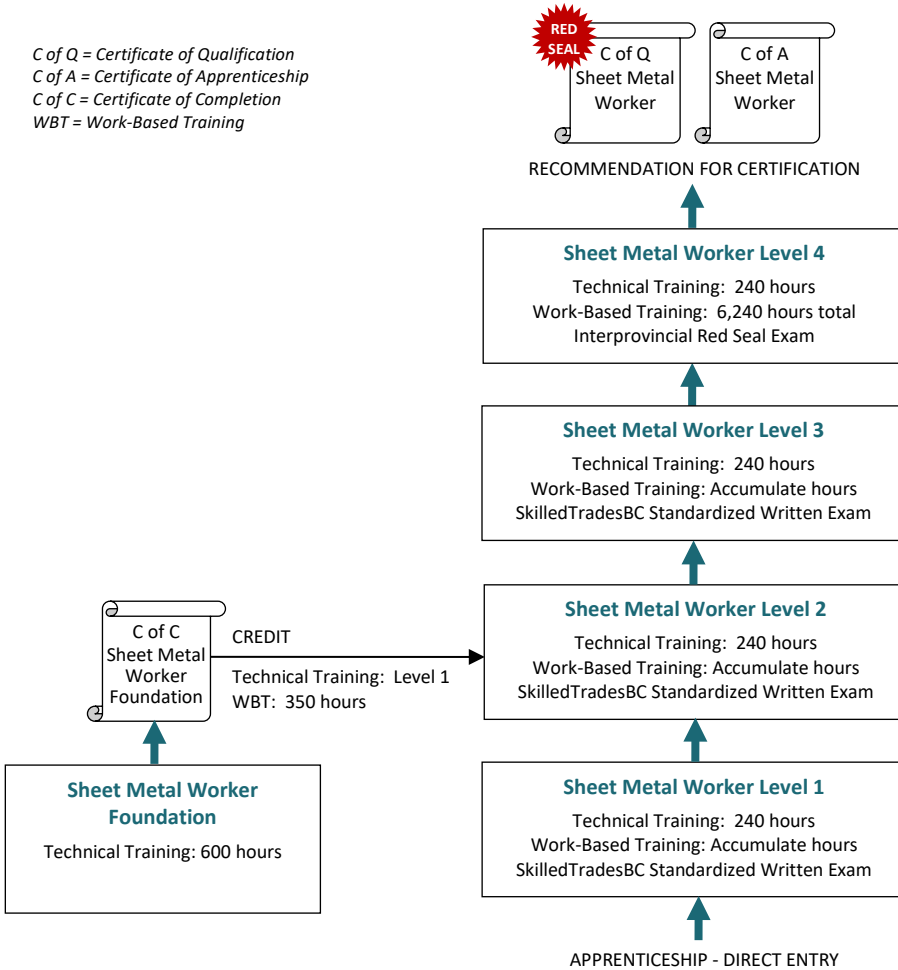 C of Q = Certificate of Qualification
C of A = Certificate of Apprenticeship
C of C = Certificate of Completion
WBT = Work-Based Training
RED
SEAL
C of Q
Sheet Metal
Worker
C of A
Sheet Metal
Worker
RECOMMENDATION FOR CERTIFICATION
Sheet Metal Worker Level 4
Technical Training: 240 hours
Work-Based Training: 6,240 hours total
Interprovincial Red Seal Exam
Sheet Metal Worker Level 3
Technical Training: 240 hours
Work-Based Training: Accumulate hours
SkilledTradesBC Standardized Written Exam
Sheet Metal Worker Level 2
Technical Training: 240 hours
Work-Based Training: Accumulate hours
SkilledTradesBC Standardized Written Exam
C of C
Sheet Metal
Worker
Foundation
CREDIT
Technical Training: Level 1
WBT: 350 hours
Sheet Metal Worker
Foundation
Technical Training: 600 hours
Sheet Metal Worker Level 1
Technical Training: 240 hours
Work-Based Training: Accumulate hours
SkilledTradesBC Standardized Written Exam
APPRENTICESHIP - DIRECT ENTRY